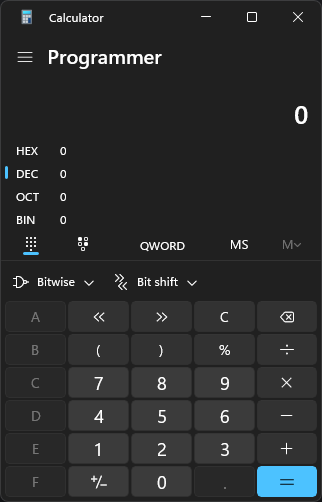 Calculator
Programmer
0
HEX 0
DEC 0
OCT 0
BIN 0
QWORD MS M
Bitwise Bit shift
A « » C
B ( ) % ÷
C 7 8 9 ×
D 4 5 6 −
E 1 2 3 +
F +/− 0 . =